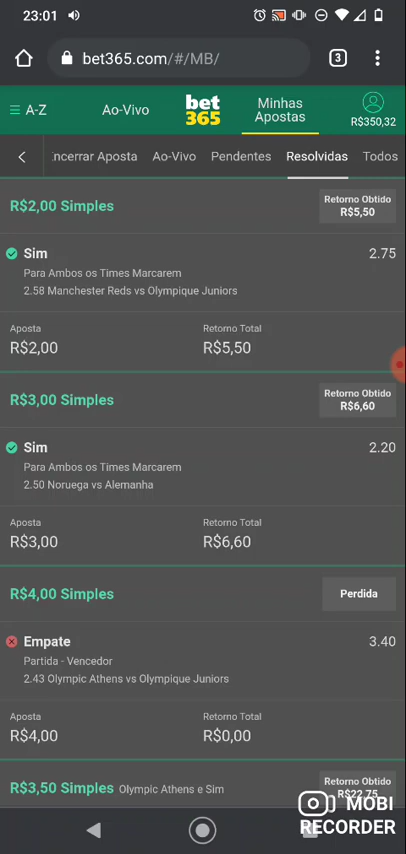 23:01
bet365.com/#/MB/
3
A-Z
Ao-Vivo
bet
365
Minhas
Apostas
R$350,32
Encerrar Aposta
Ao-Vivo
Pendentes
Resolvidas
Todos
R$2,00 Simples
Retorno Obtido
R$5,50
Sim
2.75
Para Ambos os Times Marcarem
2.58 Manchester Reds vs Olympique Juniors
Aposta
Retorno Total
R$2,00
R$5,50
R$3,00 Simples
Retorno Obtido
R$6,60
Sim
2.20
Para Ambos os Times Marcarem
2.50 Noruega vs Alemanha
Aposta
Retorno Total
R$3,00
R$6,60
R$4,00 Simples
Perdida
Empate
3.40
Partida - Vencedor
2.43 Olympic Athens vs Olympique Juniors
Aposta
Retorno Total
R$4,00
R$0,00
R$3,50 Simples Olympic Athens e Sim
Retorno Obtido
R$22,75
MOBI
RECORDER